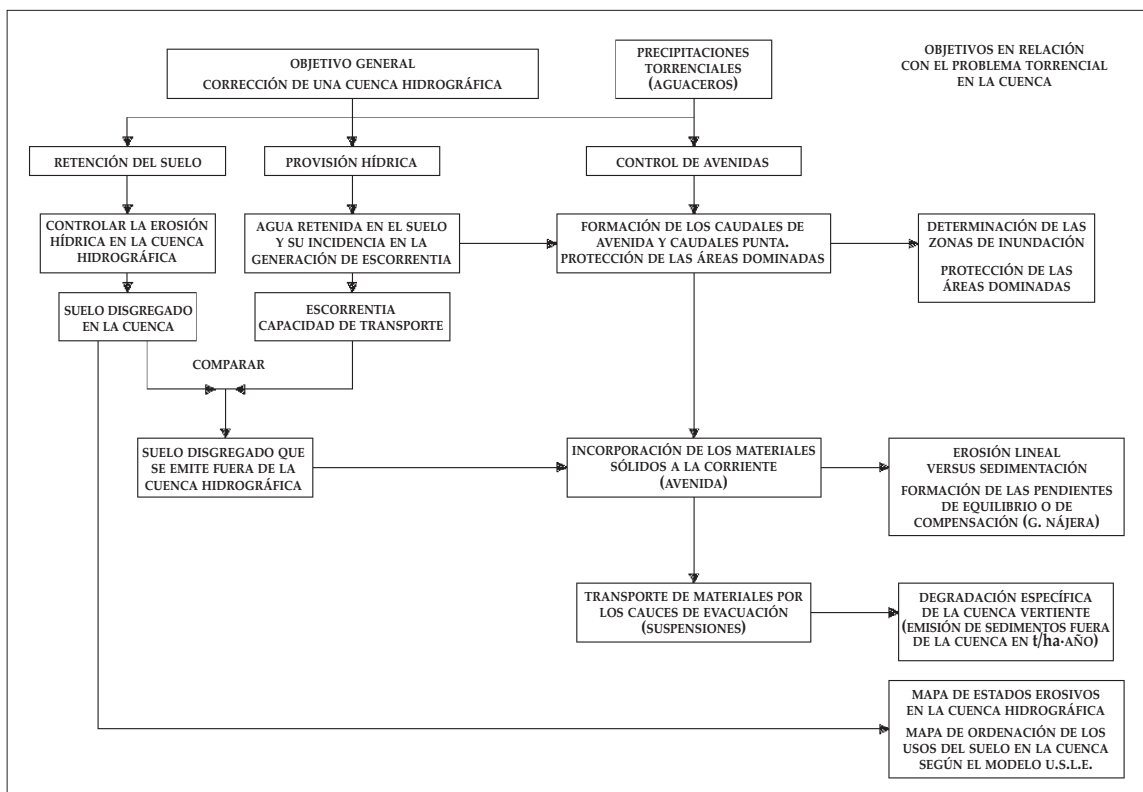 OBJETIVO GENERAL
CORRECCIÓN DE UNA CUENCA HIDROGRÁFICA
PRECIPITACIONES
TORRENCIALES
(AGUACEROS)
OBJETIVOS EN RELACIÓN
CON EL PROBLEMA TORRENCIAL
EN LA CUENCA
RETENCIÓN DEL SUELO
PROVISIÓN HÍDRICA
CONTROL DE AVENIDAS
CONTROLAR LA EROSIÓN
HÍDRICA EN LA CUENCA
HIDROGRÁFICA
AGUA RETENIDA EN EL SUELO
Y SU INCIDENCIA EN LA
GENERACIÓN DE ESCORRENTIA
FORMACIÓN DE LOS CAUDALES DE
AVENIDA Y CAUDALES PUNTA.
PROTECCIÓN DE LAS ÁREAS DOMINADAS
DETERMINACIÓN DE LAS
ZONAS DE INUNDACIÓN
PROTECCIÓN DE LAS
ÁREAS DOMINADAS
SUELO DISGREGADO
EN LA CUENCA
ESCORRENTIA
CAPACIDAD DE TRANSPORTE
COMPARAR
SUELO DISGREGADO QUE
SE EMITE FUERA DE LA
CUENCA HIDROGRÁFICA
INCORPORACIÓN DE LOS MATERIALES
SÓLIDOS A LA CORRIENTE
(AVENIDA)
EROSIÓN LINEAL
VERSUS SEDIMENTACIÓN
FORMACIÓN DE LAS PENDIENTES
DE EQUILIBRIO O DE
COMPENSACIÓN (G. NÁJERA)
TRANSPORTE DE MATERIALES POR
LOS CAUCES DE EVACUACIÓN
(SUSPENSIONES)
DEGRADACIÓN ESPECÍFICA
DE LA CUENCA VERTIENTE
(EMISIÓN DE SEDIMENTOS FUERA
DE LA CUENCA EN t/ha·AÑO)
MAPA DE ESTADOS EROSIVOS
EN LA CUENCA HIDROGRÁFICA
MAPA DE ORDENACIÓN DE LOS
USOS DEL SUELO EN LA CUENCA
SEGÚN EL MODELO U.S.L.E.